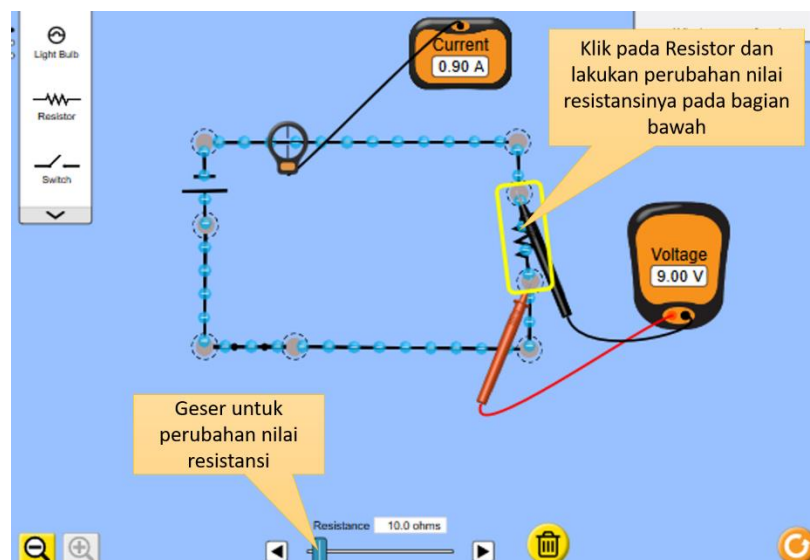 Light Bulb
Resistor
Switch
Current
0.90 A
Klik pada Resistor dan
lakukan perubahan nilai
resistansinya pada bagian
bawah
Voltage
9.00 V
Geser untuk
perubahan nilai
resistansi
Resistance 10.0 ohms